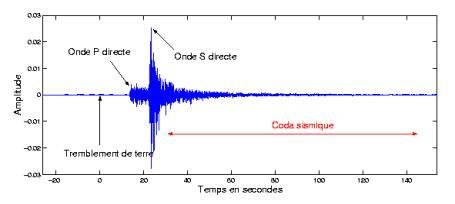 0.03
0.02
Onde P directe
Onde S directe
0.01
Amplitude
0
-0.01
Coda sismique
-0.02
Tremblement de terre
-0.03
-20 0 20 40 60 80 100 120 140
Temps en secondes